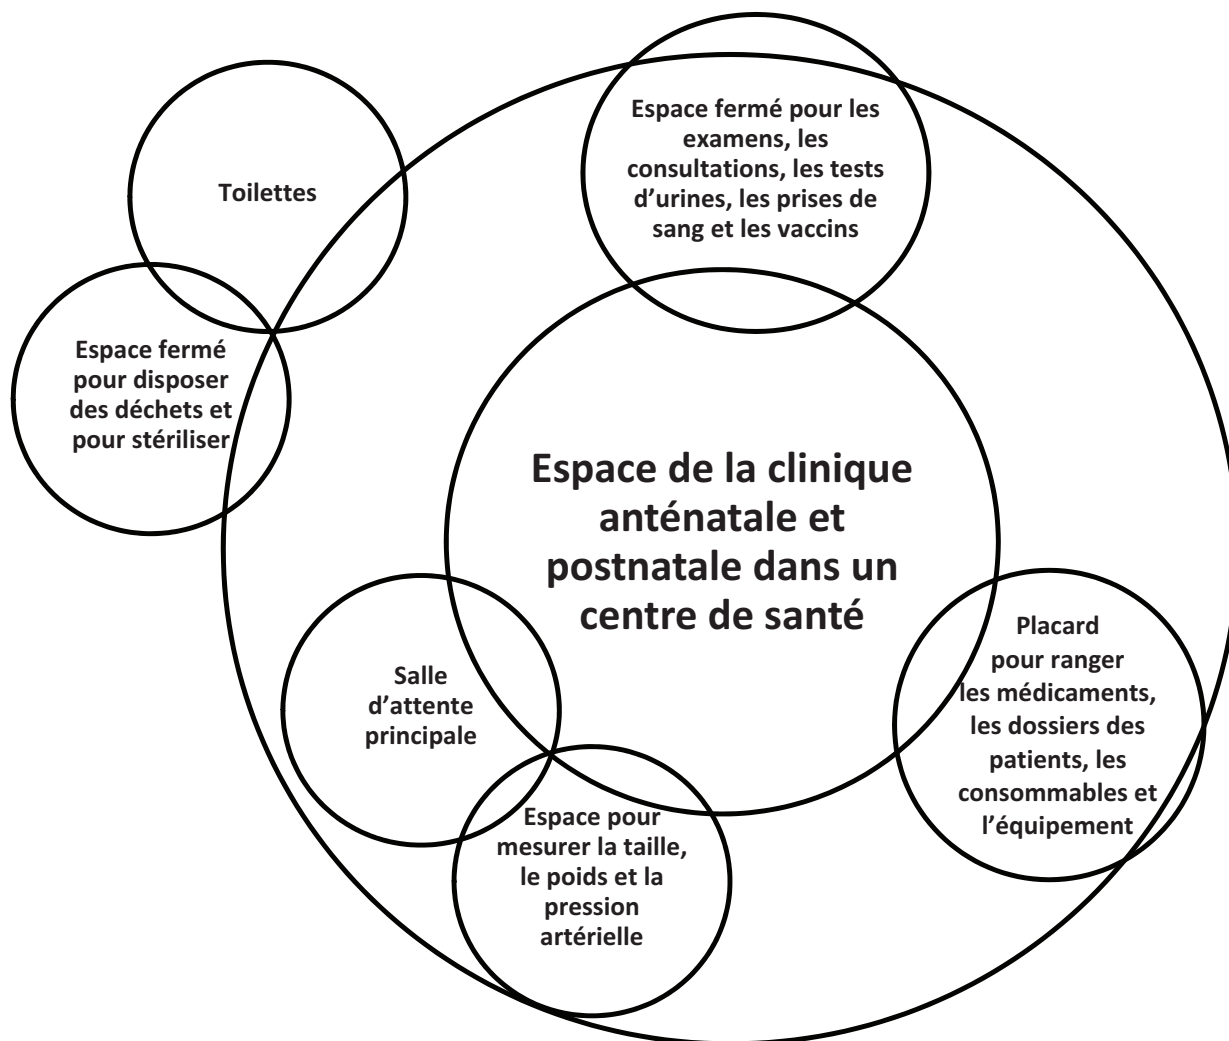 Espace fermé pour les
examens, les
consultations, les tests
d’urines, les prises de
sang et les vaccins
Toilettes
Espace fermé
pour disposer
des déchets et
pour stériliser
Espace de la clinique
anténatale et
postnatale dans un
centre de santé
Salle
d’attente
principale
Placard
pour ranger
les médicaments,
les dossiers des
patients, les
consommables et
l’équipement
Espace pour
mesurer la taille,
le poids et la
pression
artérielle